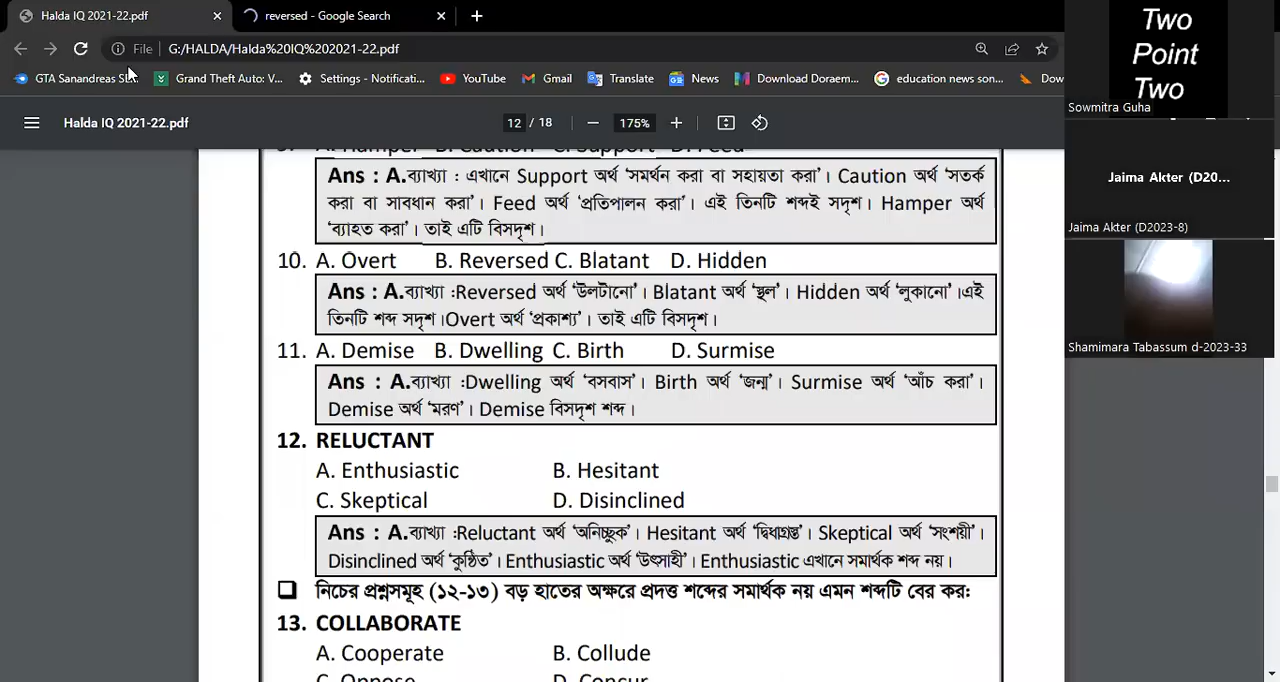 Halda IQ 2021-22.pdf
reversed - Google Search
File G:/HALDA/Halda%20IQ%202021-22.pdf
GTA Sanandreas
Grand Theft Auto: V...
Settings - Notificati...
YouTube
Gmail
Translate
News
Download Doraem...
education news son...
Dow
Halda IQ 2021-22.pdf
12 / 18
175%
Two
Point
Two
Sowmitra Guha
Jaima Akter (D20...
Jaima Akter (D2023-8)
Shamimara Tabassum d-2023-33
A. Hamper B. Caution C. Support D. Feed
Ans : A.ব্যাখ্যা : এখানে Support অর্থ ‘সমর্থন করা বা সহায়তা করা’। Caution অর্থ ‘সতর্ক
করা বা সাবধান করা’। Feed অর্থ ‘প্রতিপালন করা’। এই তিনটি শব্দই সদৃশ। Hamper অর্থ
‘ব্যাহত করা’। তাই এটি বিসদৃশ।
10. A. Overt B. Reversed C. Blatant D. Hidden
Ans : A.ব্যাখ্যা :Reversed অর্থ ‘উলটানো’। Blatant অর্থ ‘স্থূল’। Hidden অর্থ ‘লুকানো’।এই
তিনটি শব্দ সদৃশ।Overt অর্থ ‘প্রকাশ্য’। তাই এটি বিসদৃশ।
11. A. Demise B. Dwelling C. Birth D. Surmise
Ans : A.ব্যাখ্যা :Dwelling অর্থ ‘বসবাস’। Birth অর্থ ‘জন্ম’। Surmise অর্থ ‘আঁচ করা’।
Demise অর্থ ‘মরণ’। Demise বিসদৃশ শব্দ।
12. RELUCTANT
A. Enthusiastic B. Hesitant
C. Skeptical D. Disinclined
Ans : A.ব্যাখ্যা :Reluctant অর্থ ‘অনিচ্ছুক’। Hesitant অর্থ ‘দ্বিধাগ্রস্ত’। Skeptical অর্থ ‘সংশয়ী’।
Disinclined অর্থ ‘কুণ্ঠিত’। Enthusiastic অর্থ ‘উৎসাহী’। Enthusiastic এখানে সমার্থক শব্দ নয়।
নিচের প্রশ্নসমূহ (১২-১৩) বড় হাতের অক্ষরে প্রদত্ত শব্দের সমার্থক নয় এমন শব্দটি বের কর:
13. COLLABORATE
A. Cooperate B. Collude
C. Oppose D. Concur